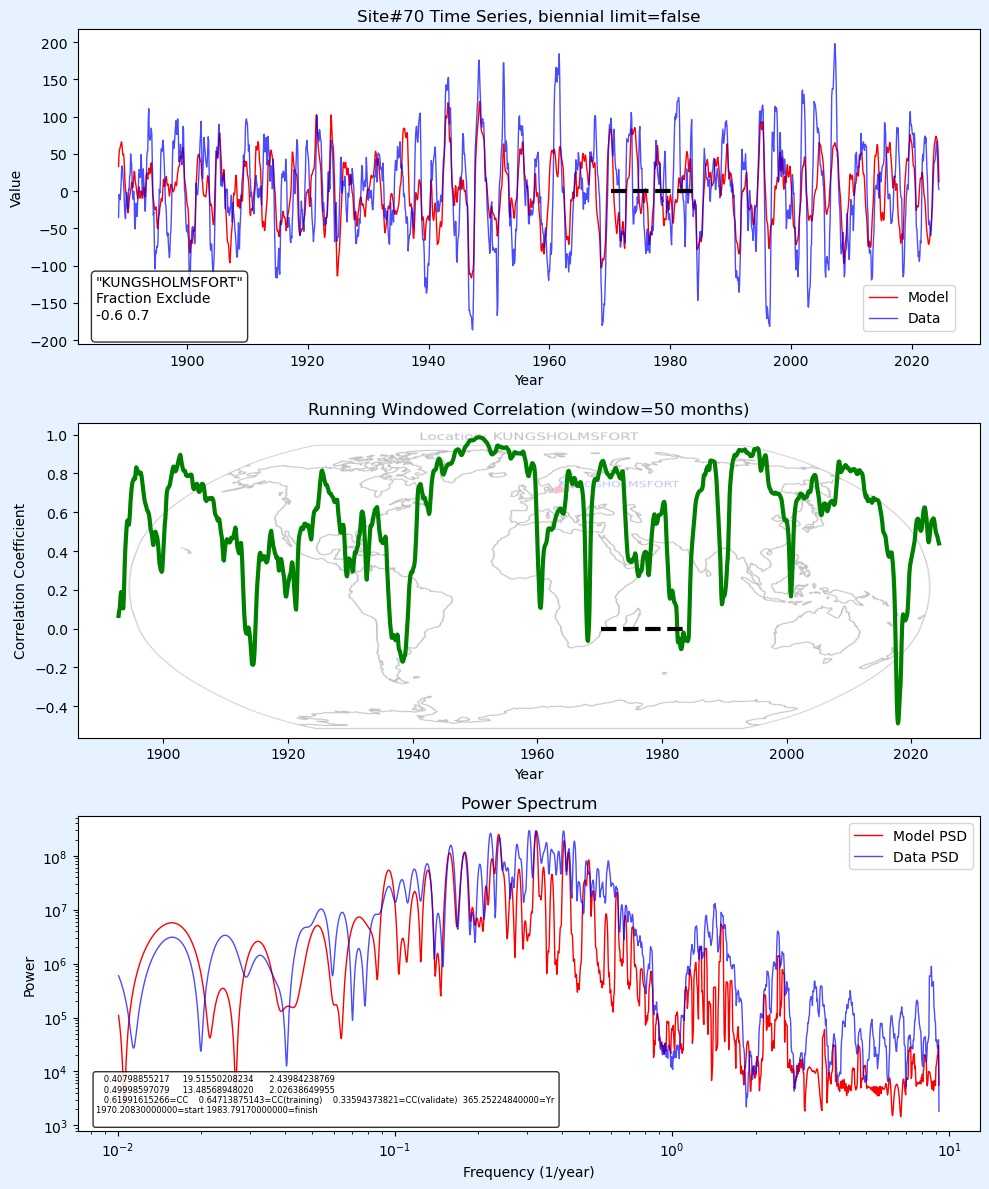 Site#70 Time Series, biennial limit=false
200
150
100
50
0
−50
−100
−150
−200
Value
"KUNGSHOLMSFORT"
Fraction Exclude
-0.6 0.7
Model
Data
1900
1920
1940
1960
1980
2000
2020
Year
Running Windowed Correlation (window=50 months)
Location: KUNGSHOLMSFORT
1.0
0.8
0.6
0.4
0.2
0.0
−0.2
−0.4
Correlation Coefficient
1900
1920
1940
1960
1980
2000
2020
Year
Power Spectrum
Model PSD
Data PSD
10⁸
10⁷
10⁶
10⁵
10⁴
10³
Power
0.40798855217 19.51550208234 2.43984238769
0.49998597079 13.48568948020 2.02638649955
0.61991615266=CC 0.64713875143=CC(training) 0.33594373821=CC(validate) 365.25224840000=Yr
1970.20830000000=start 1983.79170000000=finish
10⁻²
10⁻¹
10⁰
10¹
Frequency (1/year)